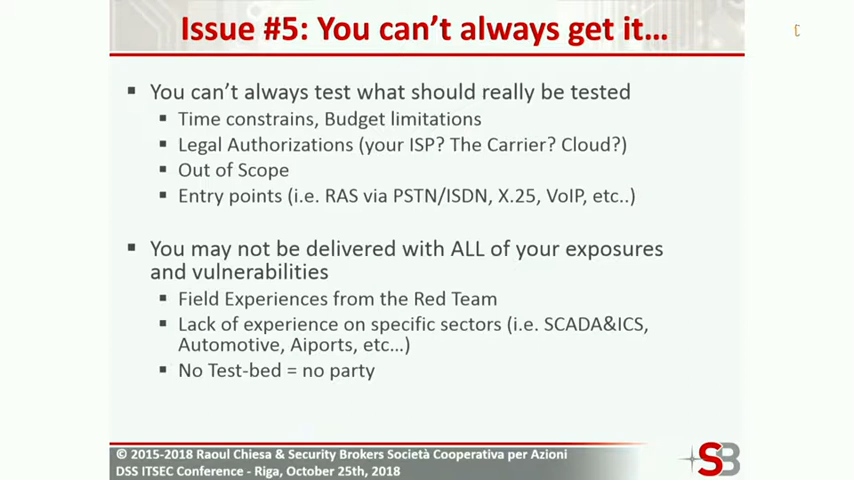 Issue #5: You can’t always get it…
▪ You can’t always test what should really be tested
▪ Time constrains, Budget limitations
▪ Legal Authorizations (your ISP? The Carrier? Cloud?)
▪ Out of Scope
▪ Entry points (i.e. RAS via PSTN/ISDN, X.25, VoIP, etc..)
▪ You may not be delivered with ALL of your exposures
and vulnerabilities
▪ Field Experiences from the Red Team
▪ Lack of experience on specific sectors (i.e. SCADA&ICS,
Automotive, Aiports, etc…)
▪ No Test-bed = no party
© 2015-2018 Raoul Chiesa & Security Brokers Società Cooperativa per Azioni
DSS ITSEC Conference - Riga, October 25th, 2018
SB